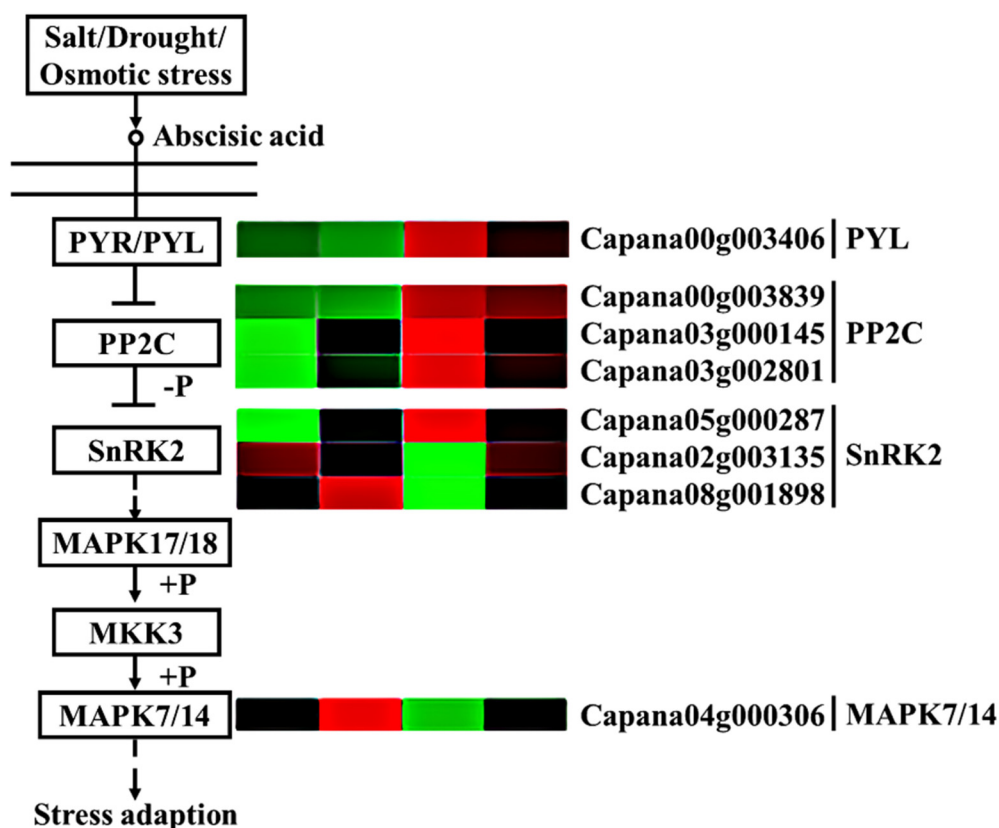 Salt/Drought/
Osmotic stress
Abscisic acid
PYR/PYL
Capana00g003406
PYL
Capana00g003839
PP2C
Capana03g000145
PP2C
Capana03g002801
-P
Capana05g000287
SnRK2
Capana02g003135
SnRK2
Capana08g001898
MAPK17/18
+P
MKK3
+P
MAPK7/14
Capana04g000306
MAPK7/14
Stress adaption